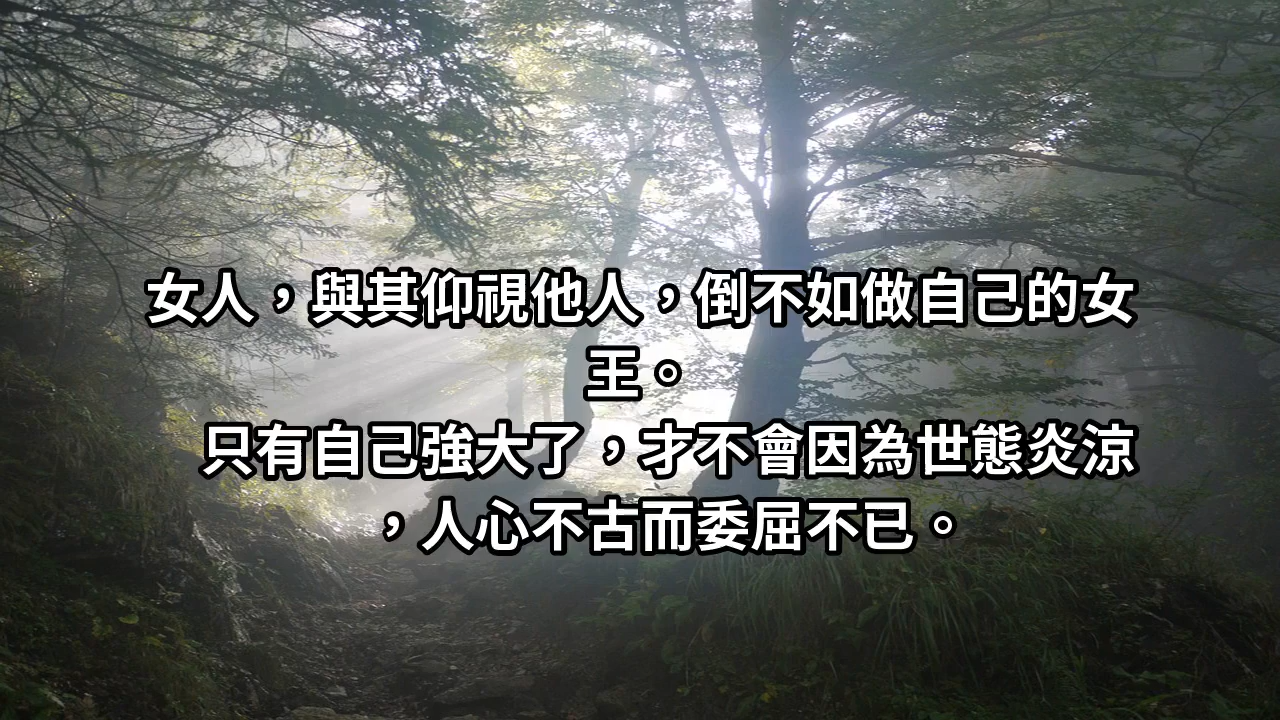 女人，與其仰視他人，倒不如做自己的女
王。
只有自己強大了，才不會因為世態炎涼
，人心不古而委屈不已。